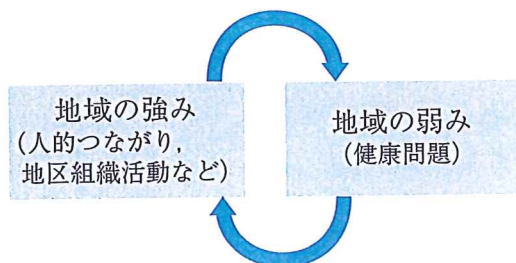 地域の強み
(人的つながり,
地区組織活動など)
地域の弱み
(健康問題)